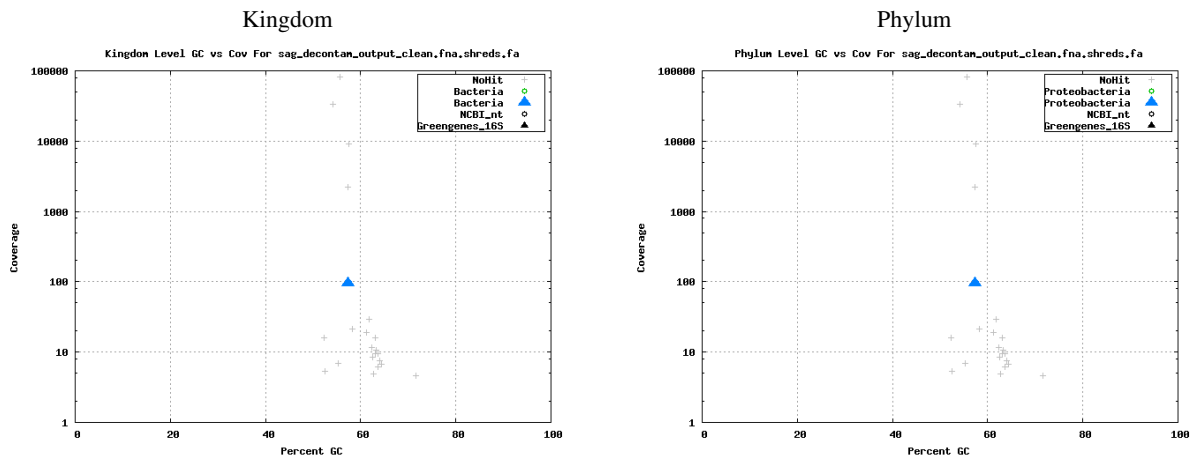 Kingdom
Kingdom Level GC vs Cov For sag_decontam_output_clean.fna.shreds.fa
NoHit
Bacteria
Bacteria
NCBI_nt
Greengenes_16S
100000
10000
1000
100
10
1
Coverage
0 20 40 60 80 100
Percent GC
Phylum
Phylum Level GC vs Cov For sag_decontam_output_clean.fna.shreds.fa
NoHit
Proteobacteria
Proteobacteria
NCBI_nt
Greengenes_16S
100000
10000
1000
100
10
1
Coverage
0 20 40 60 80 100
Percent GC